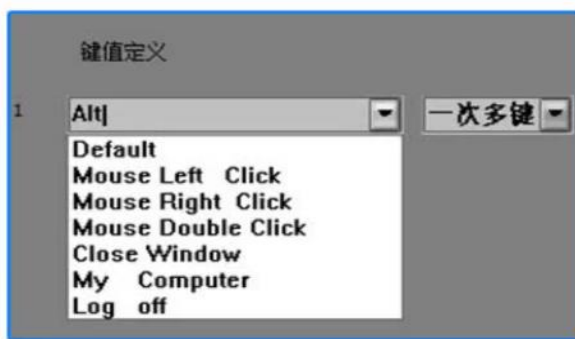 键值定义
1 Alt 一次多键
Default
Mouse Left Click
Mouse Right Click
Mouse Double Click
Close Window
My Computer
Log off